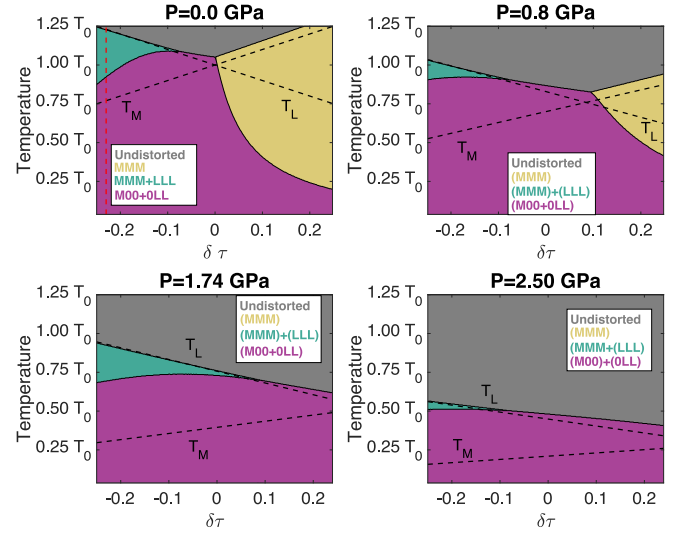 P=0.0 GPa
Temperature
1.25 T₀
1.00 T₀
0.75 T₀
0.50 T₀
0.25 T₀
T_M
T_L
Undistorted
MMM
MMM+LLL
M00+0LL
-0.2 -0.1 0 0.1 0.2
δ τ
P=0.8 GPa
Temperature
1.25 T₀
1.00 T₀
0.75 T₀
0.50 T₀
0.25 T₀
T_M
T_L
Undistorted
(MMM)
(MMM)+(LLL)
(M00+0LL)
-0.2 -0.1 0 0.1 0.2
δτ
P=1.74 GPa
Temperature
1.25 T₀
1.00 T₀
0.75 T₀
0.50 T₀
0.25 T₀
T_L
T_M
Undistorted
(MMM)
(MMM)+(LLL)
(M00+0LL)
-0.2 -0.1 0 0.1 0.2
δτ
P=2.50 GPa
Temperature
1.25 T₀
1.00 T₀
0.75 T₀
0.50 T₀
0.25 T₀
T_L
T_M
Undistorted
(MMM)
(MMM+(LLL)
(M00)+(0LL)
-0.2 -0.1 0 0.1 0.2
δτ